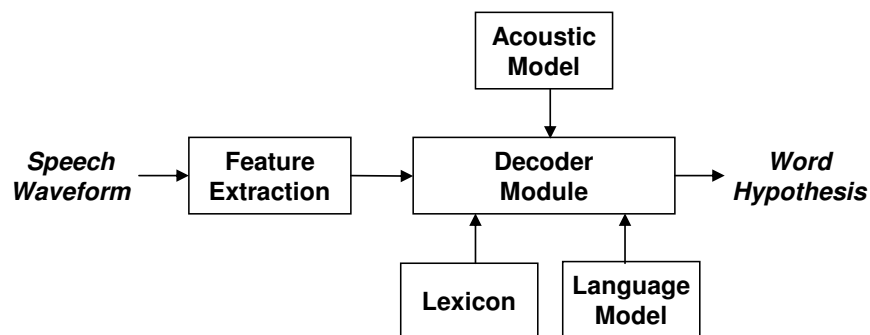 Acoustic
Model
Speech
Waveform
Feature
Extraction
Decoder
Module
Word
Hypothesis
Lexicon
Language
Model